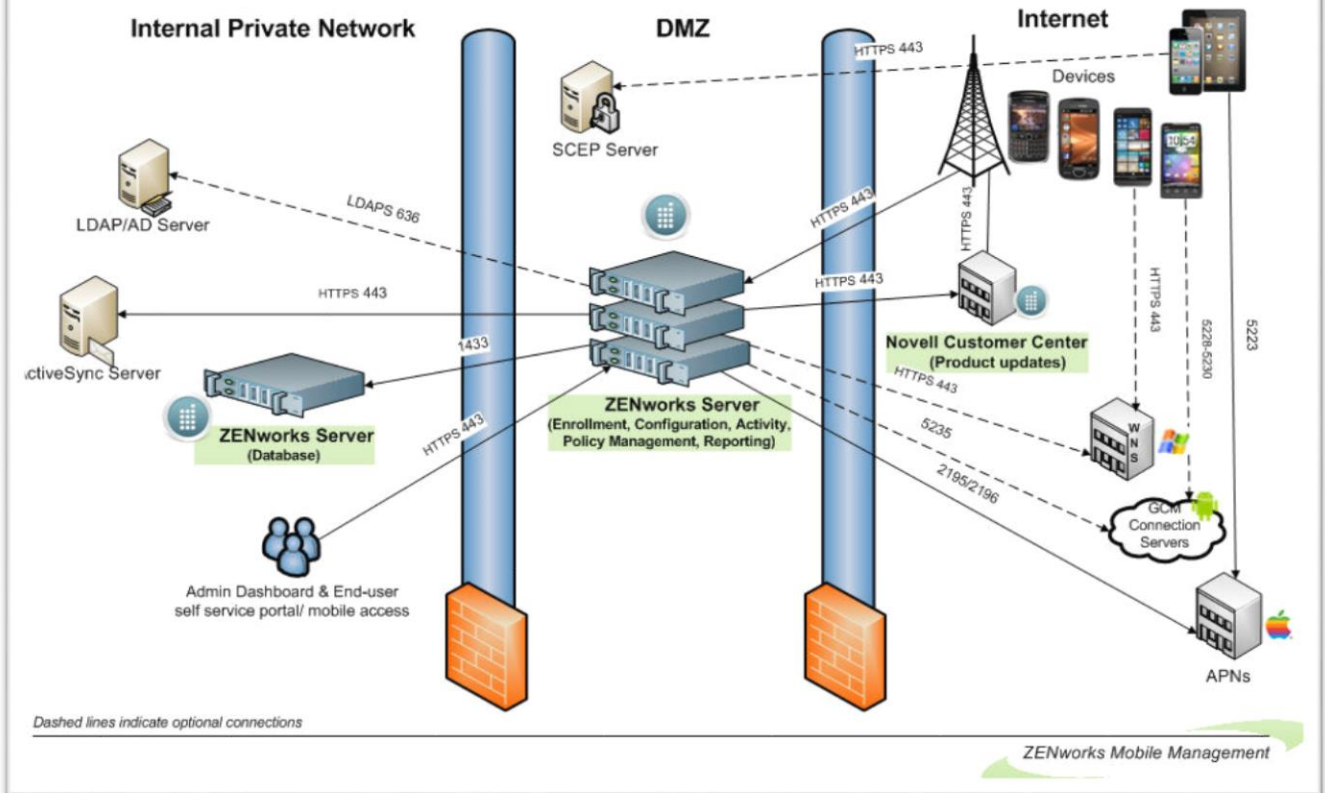 Internal Private Network
DMZ
Internet
HTTPS 443
Devices
SCEP Server
LDAP/AD Server
LDAPS 636
HTTPS 443
HTTPS 443
HTTPS 443
HTTPS 443
ctiveSync Server
1433
Novell Customer Center
(Product updates)
HTTPS 443
5228-5230
5223
HTTPS 443
ZENworks Server
(Database)
HTTPS 443
ZENworks Server
(Enrollment, Configuration, Activity,
Policy Management, Reporting)
5235
2195/2196
W
N
S
GCM
Connection
Servers
Admin Dashboard & End-user
self service portal/ mobile access
APNs
Dashed lines indicate optional connections
ZENworks Mobile Management